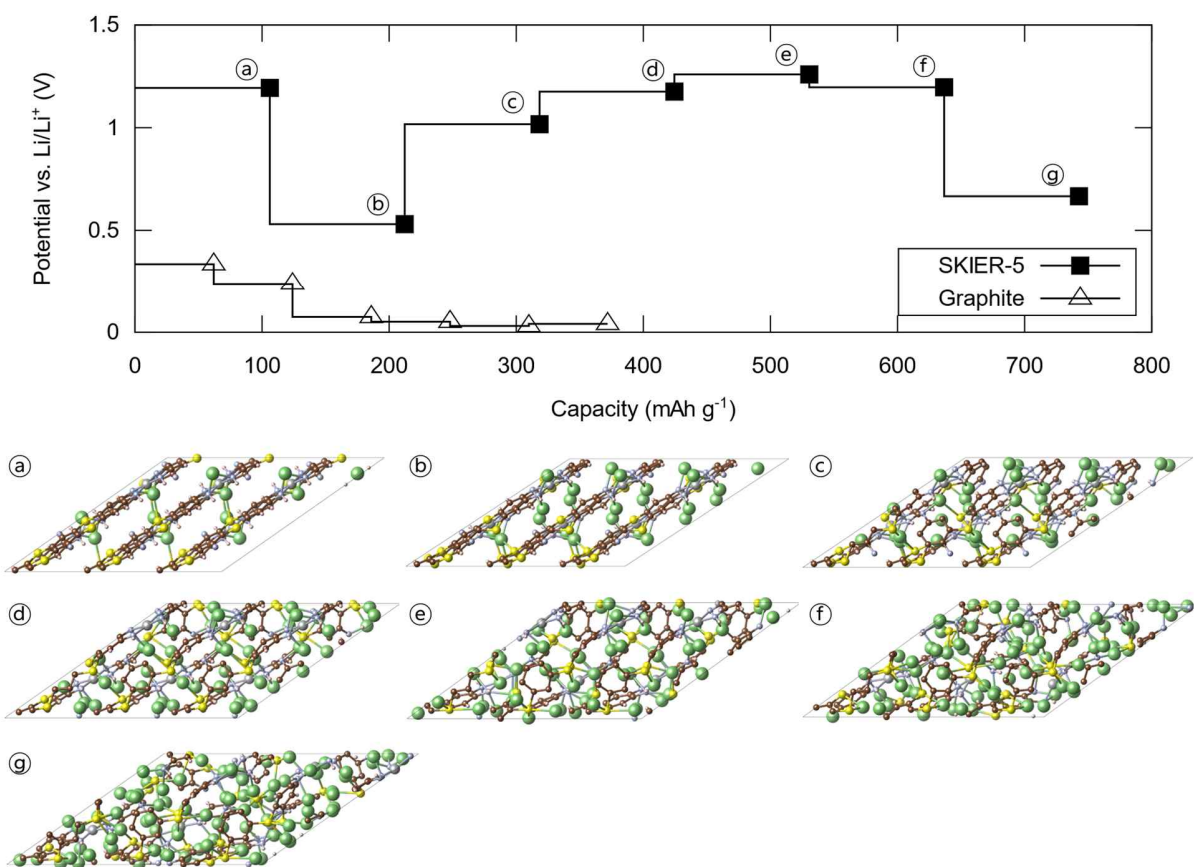 1.5
1
0.5
0
Potential vs. Li/Li⁺ (V)
ⓐ
ⓑ
ⓒ
ⓓ
ⓔ
ⓕ
ⓖ
SKIER-5
Graphite
0 100 200 300 400 500 600 700 800
Capacity (mAh g⁻¹)
ⓐ ⓑ ⓒ
ⓓ ⓔ ⓕ
ⓖ